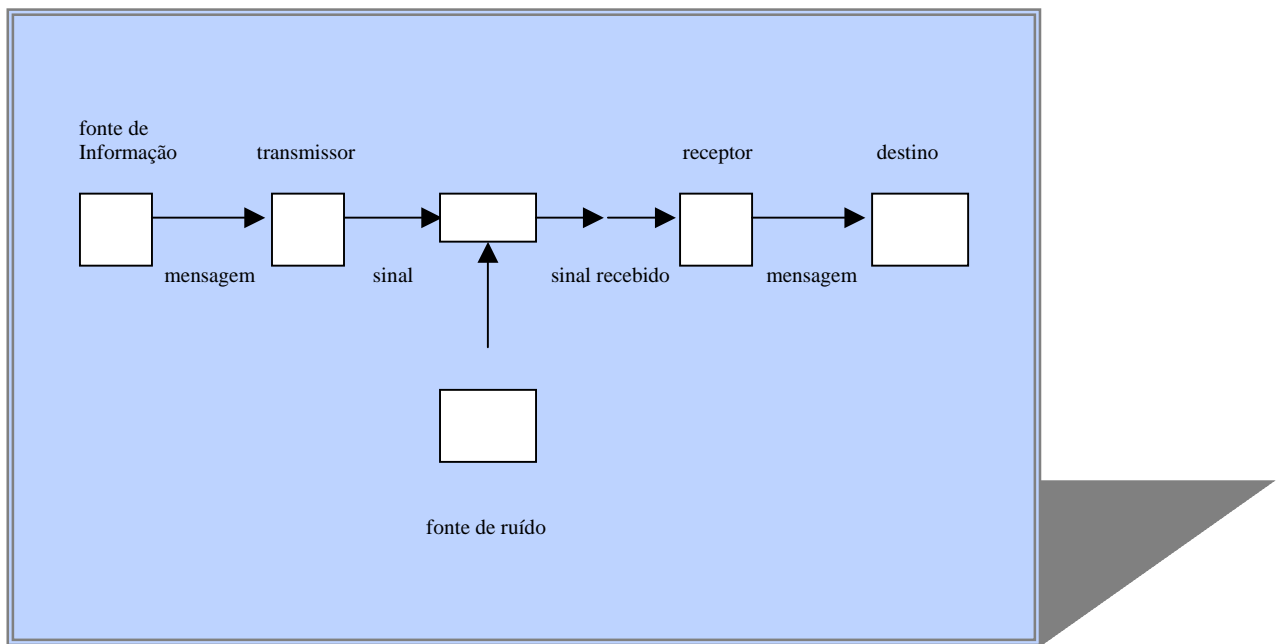 fonte de
Informação
transmissor
receptor
destino
mensagem
sinal
sinal recebido
mensagem
fonte de ruído